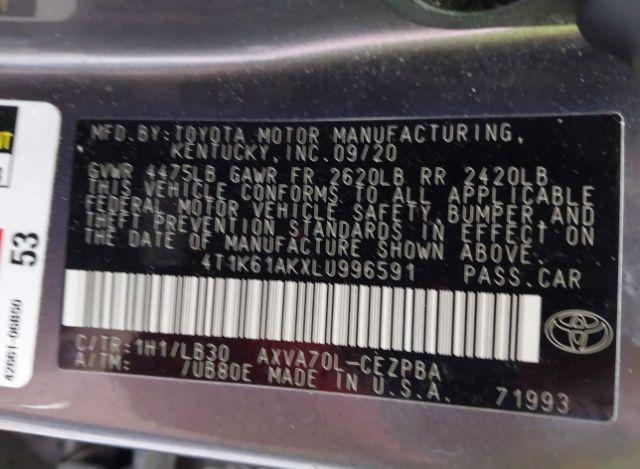 MFD.BY:TOYOTA MOTOR MANUFACTURING,
KENTUCKY,INC.09/20
GVWR 4475LB GAWR FR 2620LB RR 2420LB
THIS VEHICLE CONFORMS TO ALL APPLICABLE
FEDERAL MOTOR VEHICLE SAFETY, BUMPER, AND
THEFT PREVENTION STANDARDS IN EFFECT ON
THE DATE OF MANUFACTURE SHOWN ABOVE.
4T1K61AKXLU996591 PASS.CAR
C/TR:1H1/LB30 AXVA70L-CEZPBA
A/TM: /UB80E MADE IN U.S.A.
71993
53
42661-06850